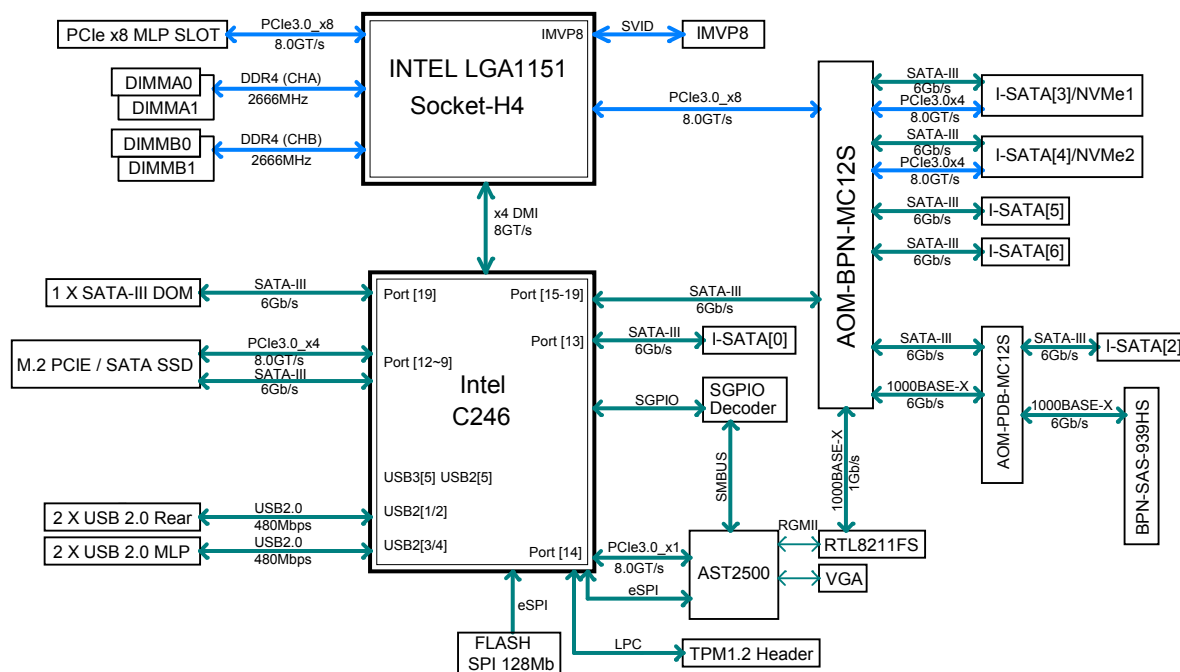 PCIe x8 MLP SLOT
PCIe3.0_x8
8.0GT/s
IMVP8
SVID
IMVP8
INTEL LGA1151
Socket-H4
DIMMA0
DIMMA1
DDR4 (CHA)
2666MHz
DIMMB0
DIMMB1
DDR4 (CHB)
2666MHz
PCIe3.0_x8
8.0GT/s
AOM-BPN-MC12S
SATA-III
6Gb/s
PCIe3.0x4
8.0GT/s
I-SATA[3]/NVMe1
SATA-III
6Gb/s
PCIe3.0x4
8.0GT/s
I-SATA[4]/NVMe2
SATA-III
6Gb/s
I-SATA[5]
SATA-III
6Gb/s
I-SATA[6]
x4 DMI
8GT/s
1 X SATA-III DOM
SATA-III
6Gb/s
Port [19]
Port [15-19]
SATA-III
6Gb/s
Port [13]
SATA-III
6Gb/s
I-SATA[0]
M.2 PCIE / SATA SSD
PCIe3.0_x4
8.0GT/s
SATA-III
6Gb/s
Port [12~9]
Intel
C246
SGPIO
SGPIO
Decoder
SATA-III
6Gb/s
1000BASE-X
6Gb/s
AOM-PDB-MC12S
SATA-III
6Gb/s
I-SATA[2]
1000BASE-X
6Gb/s
BPN-SAS-939HS
SMBUS
1000BASE-X
1Gb/s
USB3[5] USB2[5]
2 X USB 2.0 Rear
USB2.0
480Mbps
USB2[1/2]
2 X USB 2.0 MLP
USB2.0
480Mbps
USB2[3/4]
Port [14]
PCIe3.0_x1
8.0GT/s
eSPI
AST2500
RGMII
RTL8211FS
VGA
eSPI
FLASH
SPI 128Mb
LPC
TPM1.2 Header